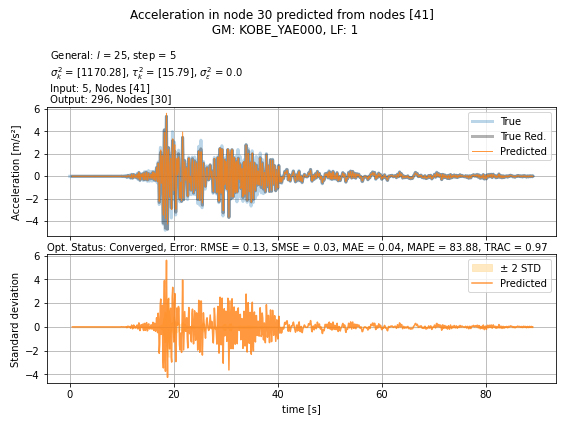 Acceleration in node 30 predicted from nodes [41]
GM: KOBE_YAE000, LF: 1
General: l = 25, step = 5
σ²k = [1170.28], τ²k = [15.79], σ²ε = 0.0
Input: 5, Nodes [41]
Output: 296, Nodes [30]
6
4
2
0
−2
−4
Acceleration [m/s²]
True
True Red.
Predicted
Opt. Status: Converged, Error: RMSE = 0.13, SMSE = 0.03, MAE = 0.04, MAPE = 83.88, TRAC = 0.97
6
4
2
0
−2
−4
Standard deviation
± 2 STD
Predicted
0 20 40 60 80
time [s]